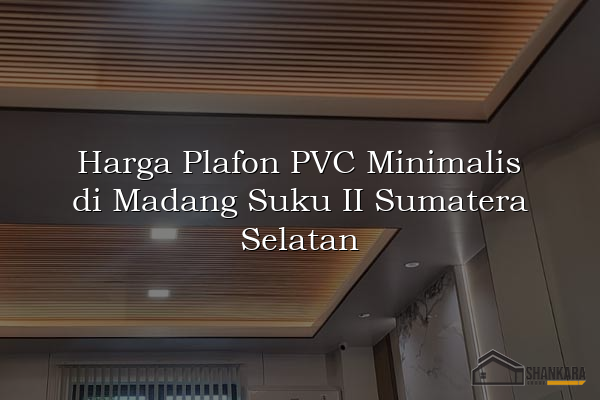 Harga Plafon PVC Minimalis
di Madang Suku II Sumatera
Selatan
SHANKARA